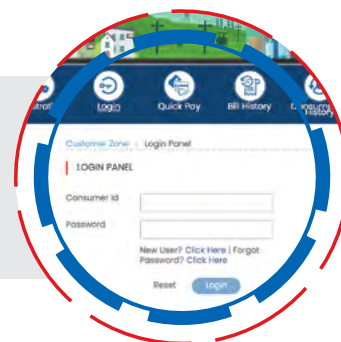 Login
Quick Pay
Bill History
History
Customer Zone
Login Panel
LOGIN PANEL
Consumer Id
Password
New User? Click Here | Forgot
Password? Click Here
Reset
Login